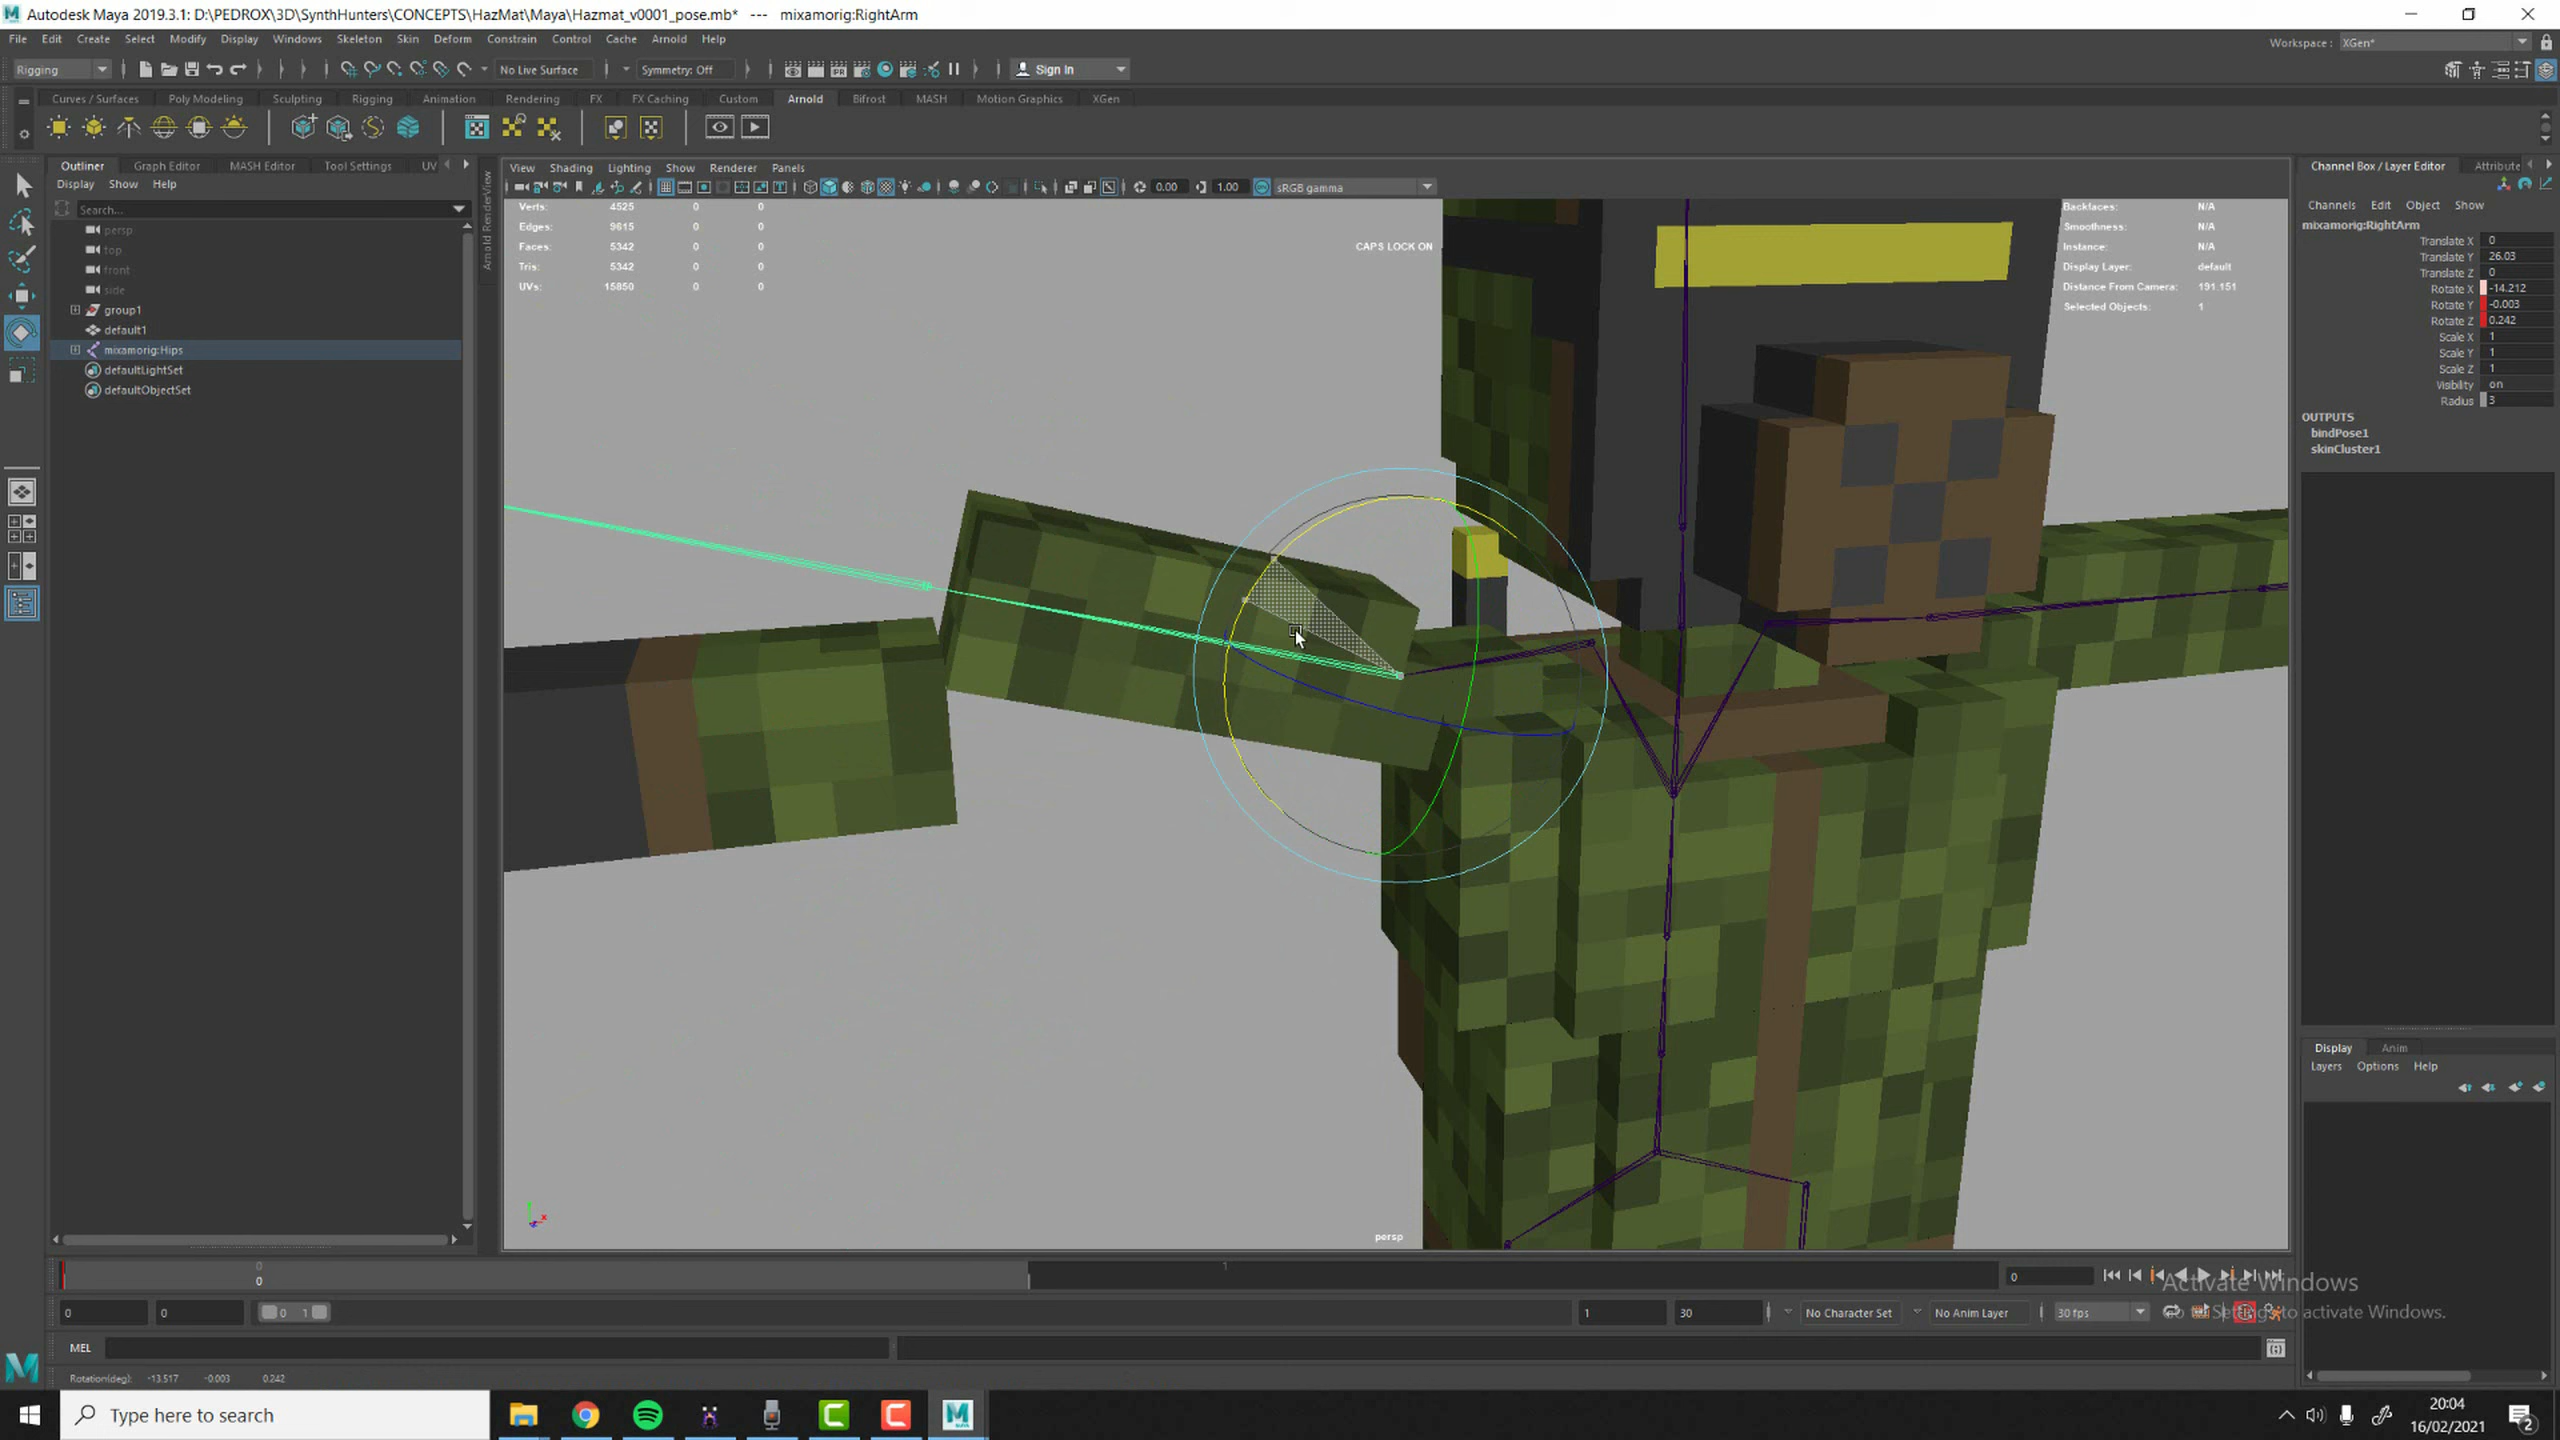 Autodesk Maya 2019.3.1: D:\PEDROX\3D\SynthHunters\CONCEPTS\HazMat\Maya\Hazmat_v0001_pose.mb* --- mixamorig:RightArm
File Edit Create Select Modify Display Windows Skeleton Skin Deform Constrain Control Cache Arnold Help
Workspace : XGen*
Rigging No Live Surface Symmetry: Off Sign In
Curves / Surfaces Poly Modeling Sculpting Rigging Animation Rendering FX FX Caching Custom Arnold Bifrost MASH Motion Graphics XGen
Outliner Graph Editor MASH Editor Tool Settings UV
Display Show Help
Search...
persp
top
front
side
group1
default1
mixamorig:Hips
defaultLightSet
defaultObjectSet
Arnold RenderView
View Shading Lighting Show Renderer Panels
0.00 1.00 sRGB gamma
Verts: 4525 0 0
Edges: 9615 0 0
Faces: 5342 0 0
Tris: 5342 0 0
UVs: 15850 0 0
CAPS LOCK ON
Backfaces: N/A
Smoothness: N/A
Instance: N/A
Display Layer: default
Distance From Camera: 191.151
Selected Objects: 1
persp
Channel Box / Layer Editor Attribute
Channels Edit Object Show
mixamorig:RightArm
Translate X 0
Translate Y 26.03
Translate Z 0
Rotate X -14.212
Rotate Y -0.003
Rotate Z 0.242
Scale X 1
Scale Y 1
Scale Z 1
Visibility on
Radius 3
OUTPUTS
bindPose1
skinCluster1
Display Anim
Layers Options Help
0
0
1
0
0 0 0 1 1 30 No Character Set No Anim Layer 30 fps
Activate Windows
Go to Settings to activate Windows.
MEL
Rotation(deg): -13.517 -0.003 0.242
Type here to search
20:04
16/02/2021
2